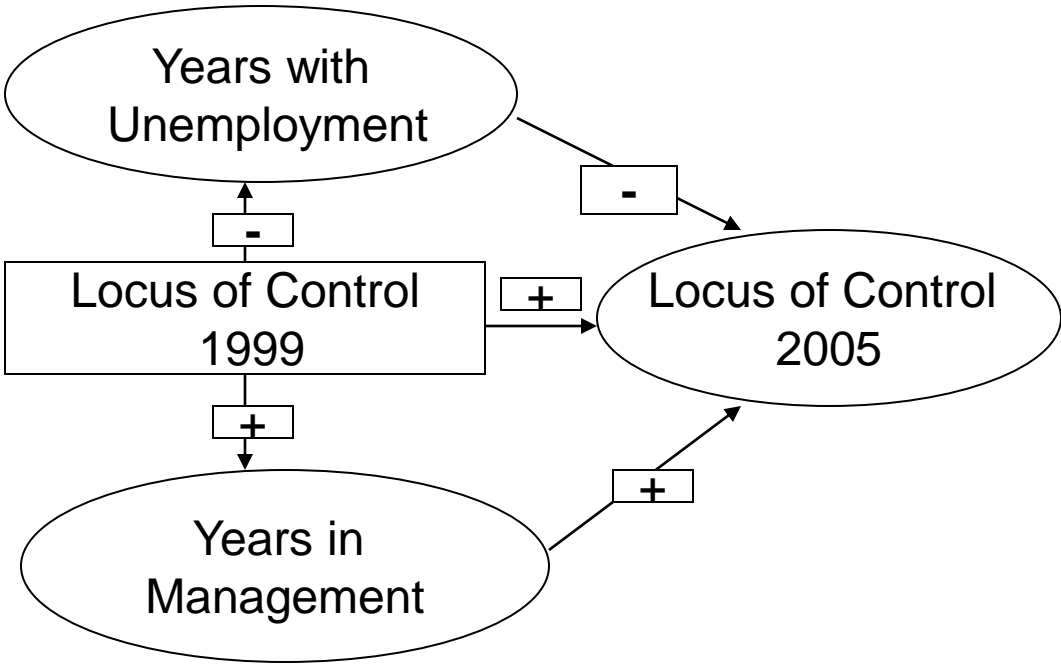 Years with
Unemployment
-
-
Locus of Control
1999
+
Locus of Control
2005
+
+
Years in
Management